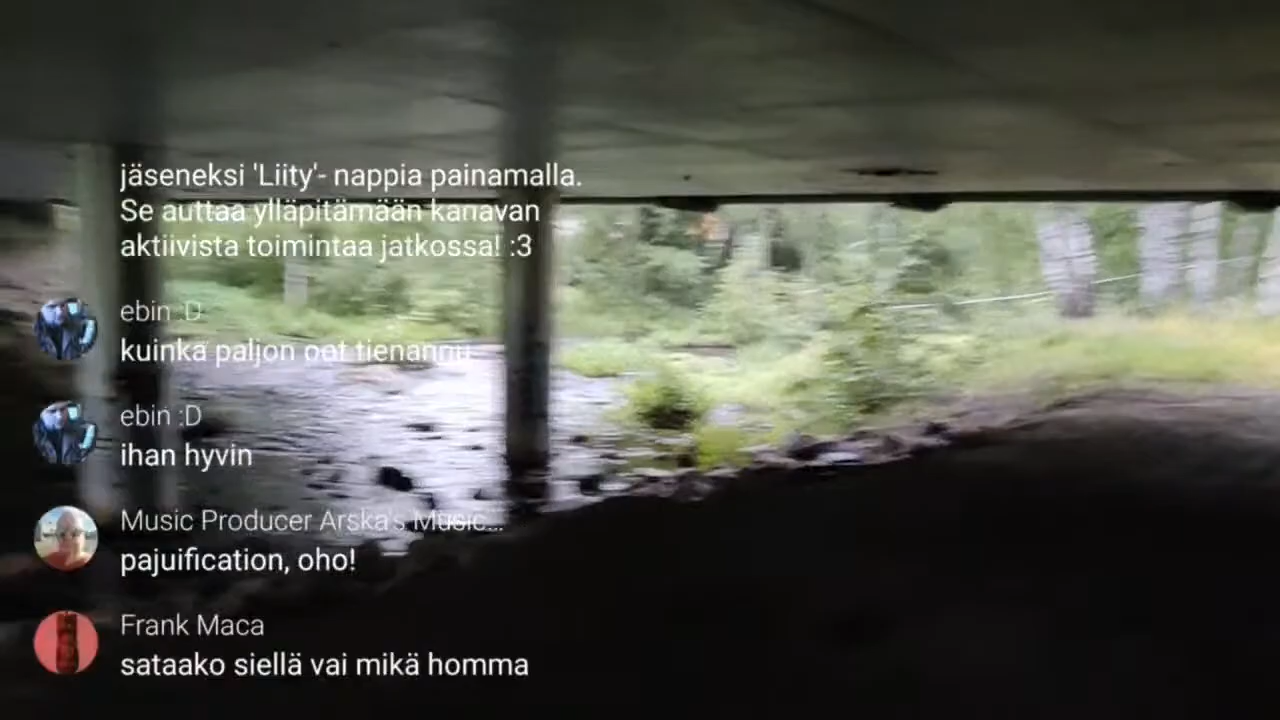 jäseneksi 'Liity'- nappia painamalla.
Se auttaa ylläpitämään kanavan
aktiivista toimintaa jatkossa! :3
ebin :D
kuinka paljon oot tienannu
ebin :D
ihan hyvin
Music Producer Arska's Music...
pajuification, oho!
Frank Maca
sataako siellä vai mikä homma